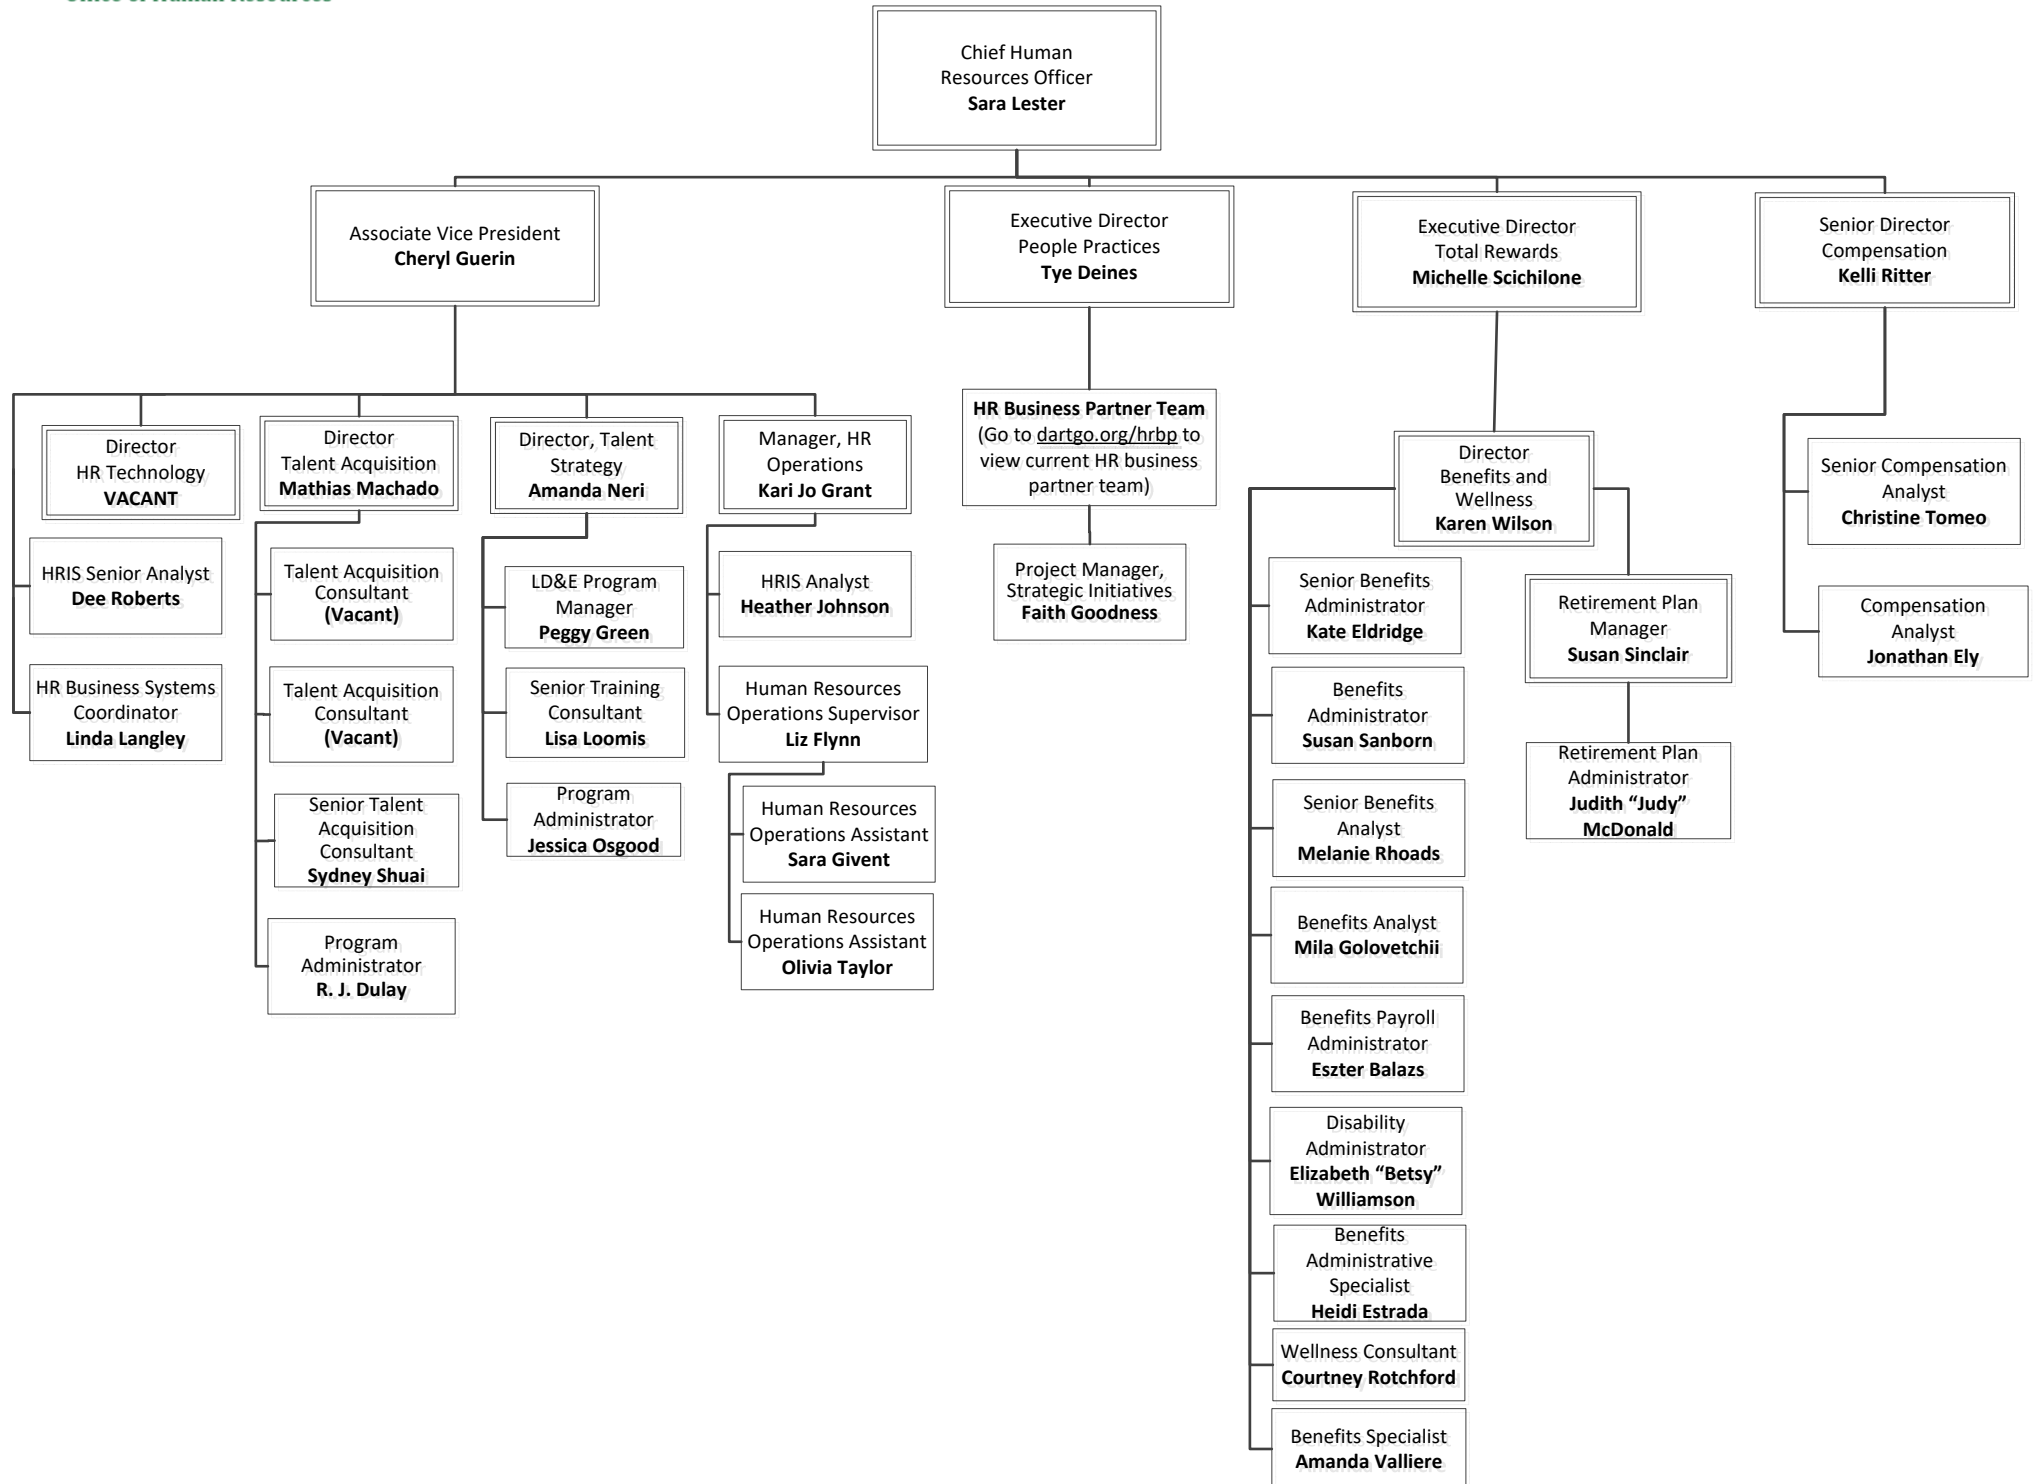 Office of Human Resources
Chief Human
Resources Officer
Sara Lester
Associate Vice President
Cheryl Guerin
Executive Director
People Practices
Tye Deines
Executive Director
Total Rewards
Michelle Scichilone
Senior Director
Compensation
Kelli Ritter
Director
HR Technology
VACANT
Director
Talent Acquisition
Mathias Machado
Director, Talent
Strategy
Amanda Neri
Manager, HR
Operations
Kari Jo Grant
HR Business Partner Team
(Go to dartgo.org/hrbp to
view current HR business
partner team)
Director
Benefits and
Wellness
Karen Wilson
Senior Compensation
Analyst
Christine Tomeo
HRIS Senior Analyst
Dee Roberts
Talent Acquisition
Consultant
(Vacant)
LD&E Program
Manager
Peggy Green
HRIS Analyst
Heather Johnson
Project Manager,
Strategic Initiatives
Faith Goodness
Senior Benefits
Administrator
Kate Eldridge
Retirement Plan
Manager
Susan Sinclair
Compensation
Analyst
Jonathan Ely
HR Business Systems
Coordinator
Linda Langley
Talent Acquisition
Consultant
(Vacant)
Senior Training
Consultant
Lisa Loomis
Human Resources
Operations Supervisor
Liz Flynn
Benefits
Administrator
Susan Sanborn
Retirement Plan
Administrator
Judith “Judy”
McDonald
Senior Talent
Acquisition
Consultant
Sydney Shuai
Program
Administrator
Jessica Osgood
Human Resources
Operations Assistant
Sara Givent
Senior Benefits
Analyst
Melanie Rhoads
Program
Administrator
R. J. Dulay
Human Resources
Operations Assistant
Olivia Taylor
Benefits Analyst
Mila Golovetchii
Benefits Payroll
Administrator
Eszter Balazs
Disability
Administrator
Elizabeth “Betsy”
Williamson
Benefits
Administrative
Specialist
Heidi Estrada
Wellness Consultant
Courtney Rotchford
Benefits Specialist
Amanda Valliere